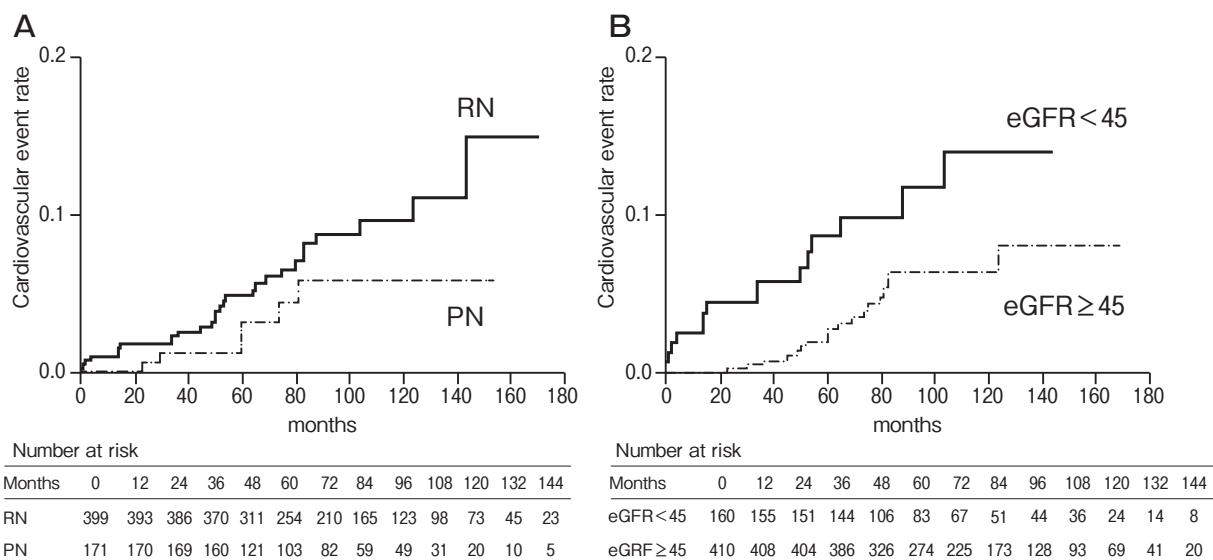 A
0.2
Cardiovascular event rate
0.1
0.0
RN
PN
0 20 40 60 80 100 120 140 160 180
months
Number at risk
Months 0 12 24 36 48 60 72 84 96 108 120 132 144
RN 399 393 386 370 311 254 210 165 123 98 73 45 23
PN 171 170 169 160 121 103 82 59 49 31 20 10 5
B
0.2
Cardiovascular event rate
0.1
0.0
eGFR<45
eGFR≥45
0 20 40 60 80 100 120 140 160 180
months
Number at risk
Months 0 12 24 36 48 60 72 84 96 108 120 132 144
eGFR<45 160 155 151 144 106 83 67 51 44 36 24 14 8
eGRF≥45 410 408 404 386 326 274 225 173 128 93 69 41 20